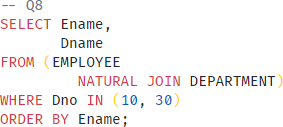 -- Q8
SELECT Ename,
Dname
FROM (EMPLOYEE
NATURAL JOIN DEPARTMENT)
WHERE Dno IN (10, 30)
ORDER BY Ename;